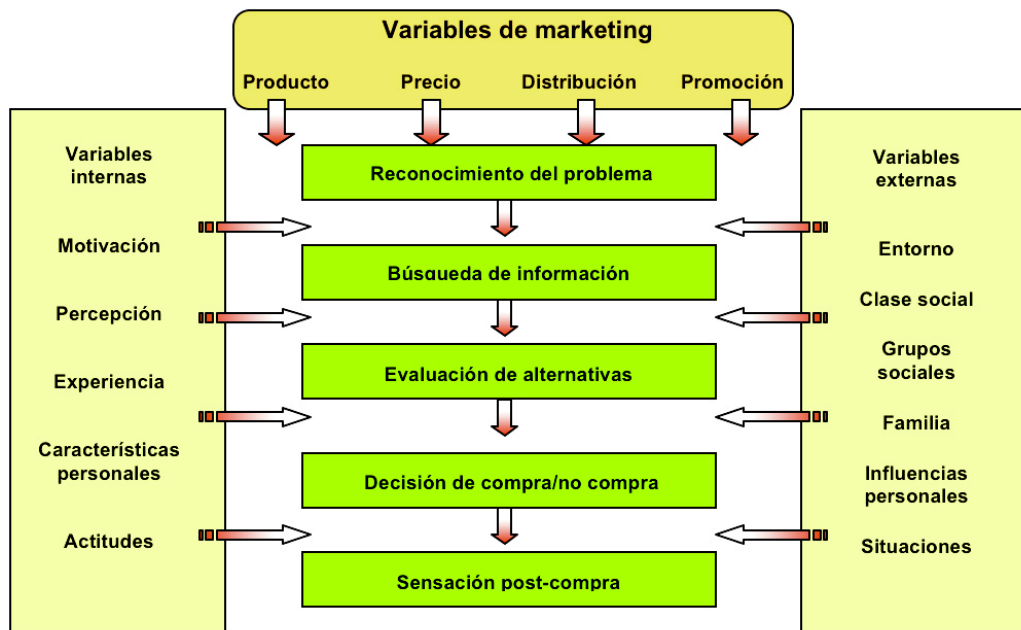 Variables de marketing
Producto Precio Distribución Promoción
Variables
internas
Motivación
Percepción
Experiencia
Características
personales
Actitudes
Reconocimiento del problema
Búsqueda de información
Evaluación de alternativas
Decisión de compra/no compra
Sensación post-compra
Variables
externas
Entorno
Clase social
Grupos
sociales
Familia
Influencias
personales
Situaciones